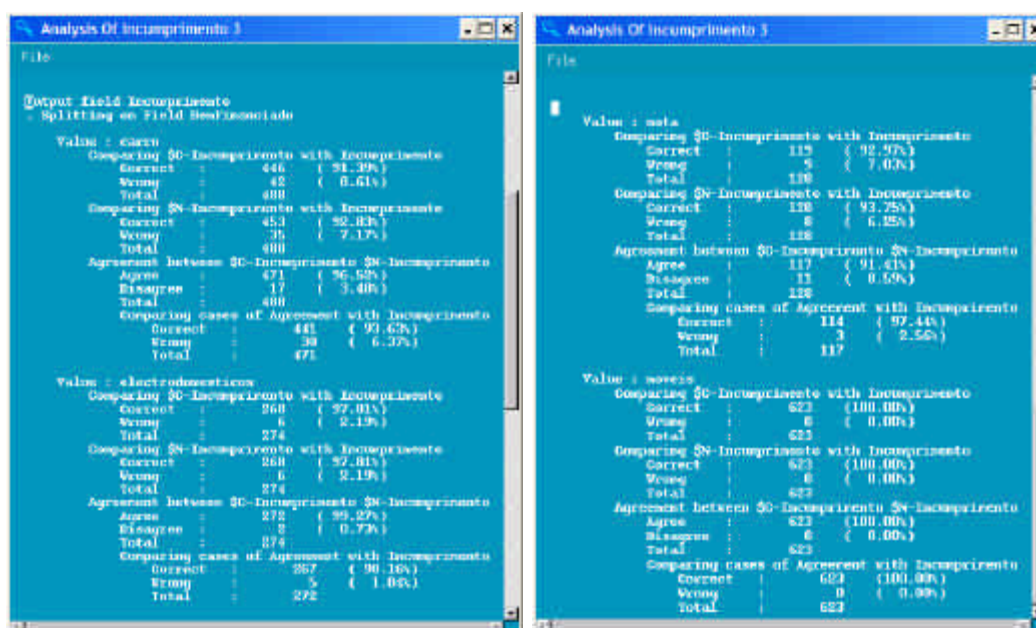 Analysis Of Incumprimento 3
File
Output field Incumprimento
. Splitting on Field BemFinanciado
Value : carro
Comparing $C-Incumprimento with Incumprimento
Correct : 446 ( 91.39%)
Wrong : 42 ( 8.61%)
Total : 488
Comparing $N-Incumprimento with Incumprimento
Correct : 453 ( 92.83%)
Wrong : 35 ( 7.17%)
Total : 488
Agreement between $C-Incumprimento $N-Incumprimento
Agree : 471 ( 96.52%)
Disagree : 17 ( 3.48%)
Total : 488
Comparing cases of Agreement with Incumprimento
Correct : 441 ( 93.63%)
Wrong : 30 ( 6.37%)
Total : 471
Value : electrodomesticos
Comparing $C-Incumprimento with Incumprimento
Correct : 268 ( 97.81%)
Wrong : 6 ( 2.19%)
Total : 274
Comparing $N-Incumprimento with Incumprimento
Correct : 268 ( 97.81%)
Wrong : 6 ( 2.19%)
Total : 274
Agreement between $C-Incumprimento $N-Incumprimento
Agree : 272 ( 99.27%)
Disagree : 2 ( 0.73%)
Total : 274
Comparing cases of Agreement with Incumprimento
Correct : 267 ( 98.16%)
Wrong : 5 ( 1.84%)
Total : 272
Analysis Of Incumprimento 3
File
Value : mota
Comparing $C-Incumprimento with Incumprimento
Correct : 119 ( 92.97%)
Wrong : 9 ( 7.03%)
Total : 128
Comparing $N-Incumprimento with Incumprimento
Correct : 120 ( 93.75%)
Wrong : 8 ( 6.25%)
Total : 128
Agreement between $C-Incumprimento $N-Incumprimento
Agree : 117 ( 91.41%)
Disagree : 11 ( 8.59%)
Total : 128
Comparing cases of Agreement with Incumprimento
Correct : 114 ( 97.44%)
Wrong : 3 ( 2.56%)
Total : 117
Value : moveis
Comparing $C-Incumprimento with Incumprimento
Correct : 623 (100.00%)
Wrong : 0 ( 0.00%)
Total : 623
Comparing $N-Incumprimento with Incumprimento
Correct : 623 (100.00%)
Wrong : 0 ( 0.00%)
Total : 623
Agreement between $C-Incumprimento $N-Incumprimento
Agree : 623 (100.00%)
Disagree : 0 ( 0.00%)
Total : 623
Comparing cases of Agreement with Incumprimento
Correct : 623 (100.00%)
Wrong : 0 ( 0.00%)
Total : 623